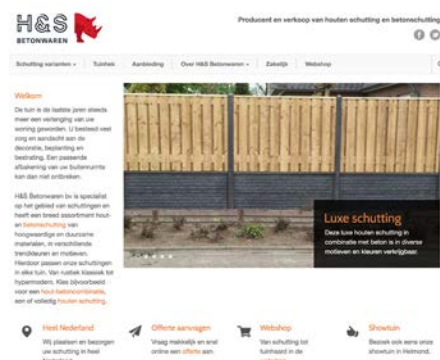 H&S
BETONWAREN
Producent en verkoop van houten schutting en betonschutting
Schutting varianten
Tuinhek
Aanbieding
Over H&S Betonwaren
Zakelijk
Webshop
Welkom
De tuin is de laatste jaren steeds
meer een verlenging van uw
woning geworden. U besteed veel
zorg en aandacht aan de
decoratie, beplanting en
bestrating. Een passende
afbakening van uw buitenruimte
kan dan niet ontbreken.
H&S Betonwaren bv is specialist
op het gebied van schuttingen en
heeft een breed assortiment hout-
en betonschutting van
hoogwaardige en duurzame
materialen, in verschillende
trendkleuren en motieven.
Hierdoor passen onze schuttingen
in elke tuin. Van rustiek klassiek tot
hypermodern. Kies bijvoorbeeld
voor een hout-betoncombinatie,
een of volledig houten schutting.
Luxe schutting
Deze luxe houten schutting in
combinatie met beton is in diverse
motieven en kleuren verkrijgbaar.
Heel Nederland
Wij plaatsen en bezorgen
uw schutting in heel
Offerte aanvragen
Vraag makkelijk en snel
online een offerte aan
Webshop
Van schutting tot
tuinhaard in de
Showtuin
Bezoek ook eens onze
showtuin in Helmond.